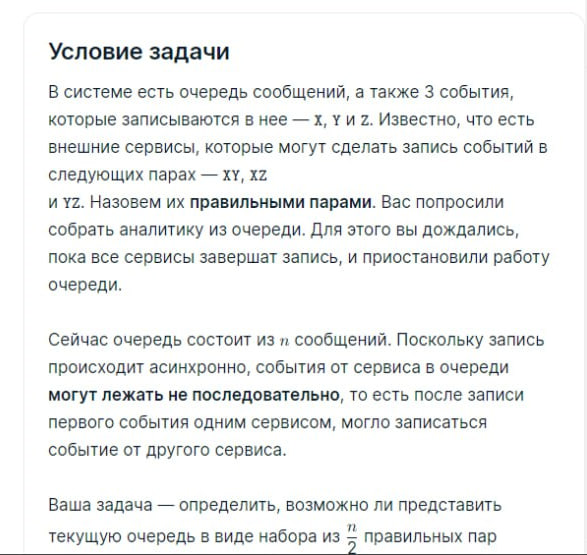 Условие задачи
В системе есть очередь сообщений, а также 3 события,
которые записываются в нее — X, Y и Z. Известно, что есть
внешние сервисы, которые могут сделать запись событий в
следующих парах — XY, XZ
и YZ. Назовем их правильными парами. Вас попросили
собрать аналитику из очереди. Для этого вы дождались,
пока все сервисы завершат запись, и приостановили работу
очереди.
Сейчас очередь состоит из n сообщений. Поскольку запись
происходит асинхронно, события от сервиса в очереди
могут лежать не последовательно, то есть после записи
первого события одним сервисом, могло записаться
событие от другого сервиса.
Ваша задача — определить, возможно ли представить
текущую очередь в виде набора из n/2 правильных пар